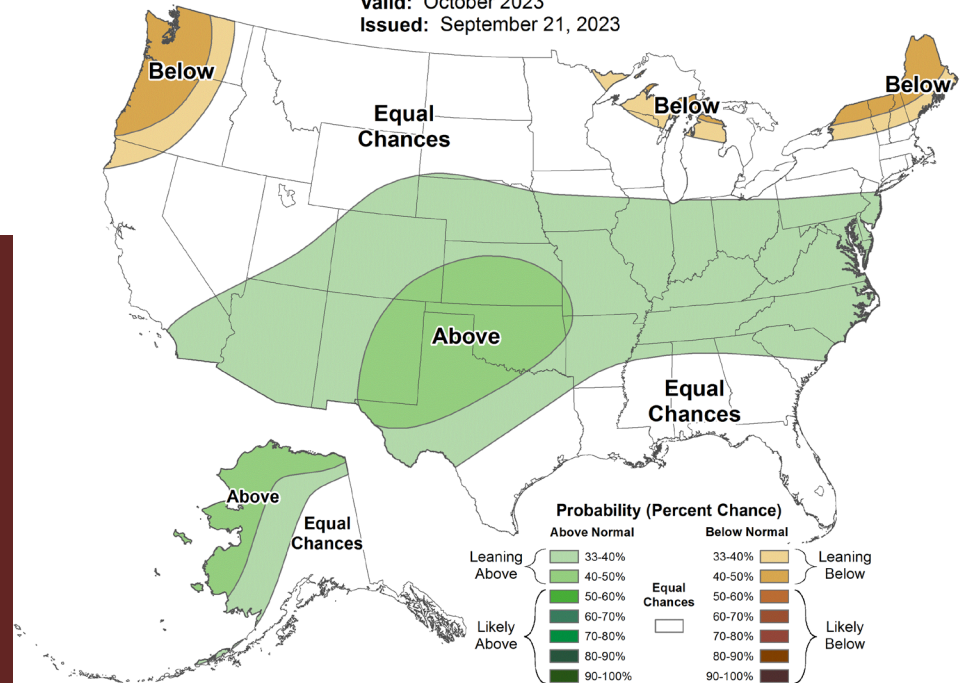 Valid: October 2023
Issued: September 21, 2023
Below
Below
Below
Equal
Chances
Above
Equal
Chances
Above
Equal
Chances
Probability (Percent Chance)
Above Normal
Below Normal
Leaning
Above
33-40%
40-50%
Likely
Above
50-60%
60-70%
70-80%
80-90%
90-100%
Equal
Chances
33-40%
40-50%
Leaning
Below
50-60%
60-70%
70-80%
80-90%
90-100%
Likely
Below